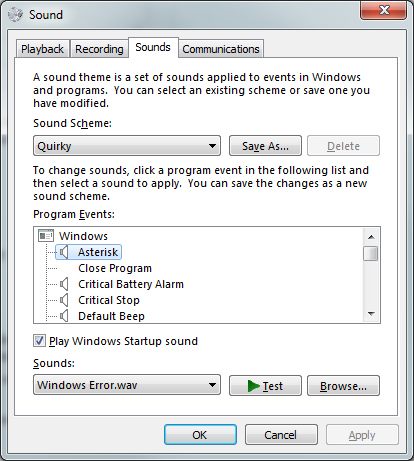 Sound
Playback Recording Sounds Communications
A sound theme is a set of sounds applied to events in Windows
and programs. You can select an existing scheme or save one you
have modified.
Sound Scheme:
Quirky Save As... Delete
To change sounds, click a program event in the following list and
then select a sound to apply. You can save the changes as a new
sound scheme.
Program Events:
Windows
Asterisk
Close Program
Critical Battery Alarm
Critical Stop
Default Beep
Play Windows Startup sound
Sounds:
Windows Error.wav Test Browse...
OK Cancel Apply